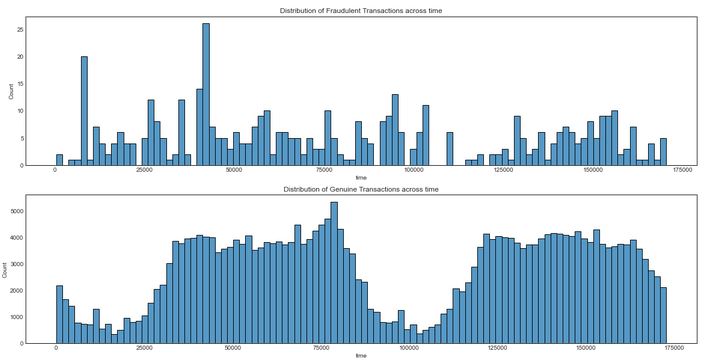 Distribution of Fraudulent Transactions across time
25
20
15
10
5
0
Count
0 25000 50000 75000 100000 125000 150000 175000
time
Distribution of Genuine Transactions across time
5000
4000
3000
2000
1000
0
Count
0 25000 50000 75000 100000 125000 150000 175000
time